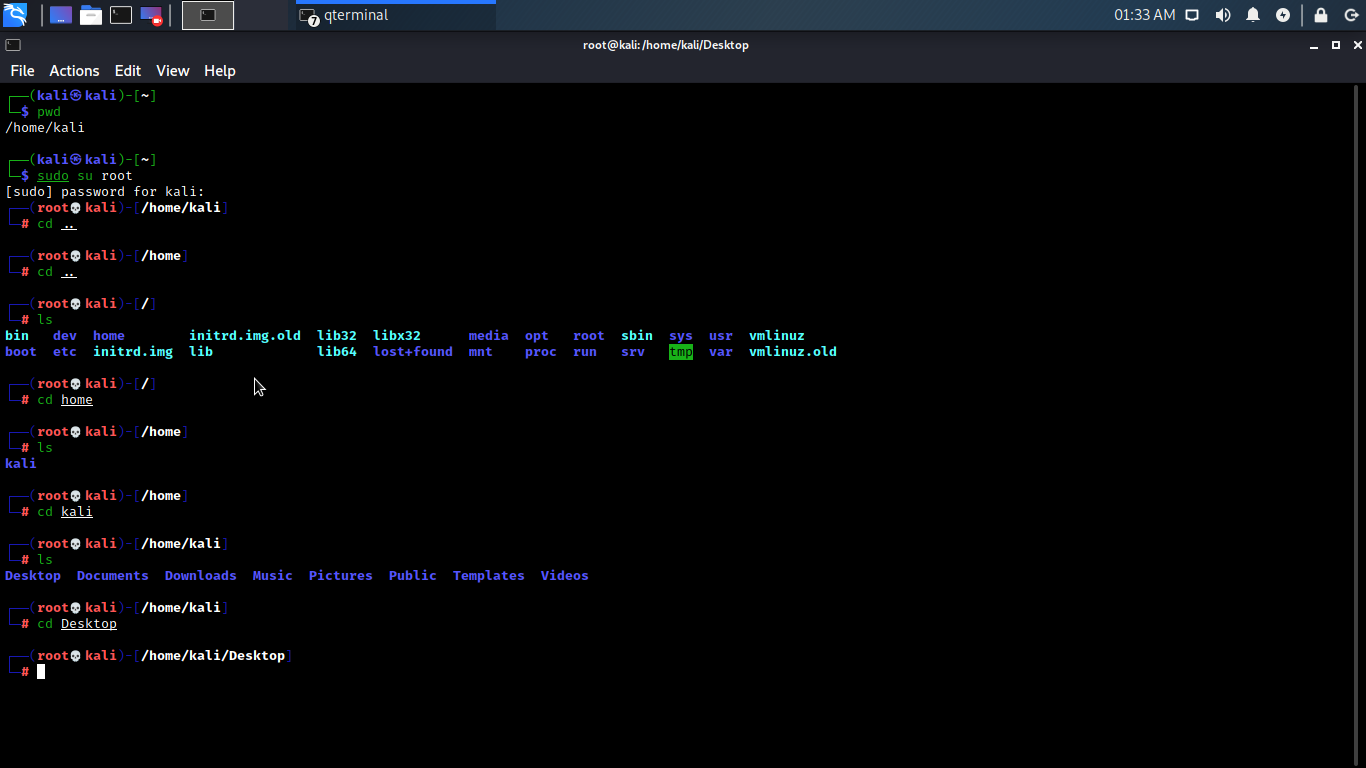 7 qterminal 01:33 AM
root@kali:/home/kali/Desktop
File Actions Edit View Help
┌──(kali㉿kali)-[~]
└─$ pwd
/home/kali
┌──(kali㉿kali)-[~]
└─$ sudo su root
[sudo] password for kali:
┌──(root💀kali)-[/home/kali]
└─# cd ..
┌──(root💀kali)-[/home]
└─# cd ..
┌──(root💀kali)-[/]
└─# ls
bin dev home initrd.img.old lib32 libx32 media opt root sbin sys usr vmlinuz
boot etc initrd.img lib lib64 lost+found mnt proc run srv tmp var vmlinuz.old
┌──(root💀kali)-[/]
└─# cd home
┌──(root💀kali)-[/home]
└─# ls
kali
┌──(root💀kali)-[/home]
└─# cd kali
┌──(root💀kali)-[/home/kali]
└─# ls
Desktop Documents Downloads Music Pictures Public Templates Videos
┌──(root💀kali)-[/home/kali]
└─# cd Desktop
┌──(root💀kali)-[/home/kali/Desktop]
└─#